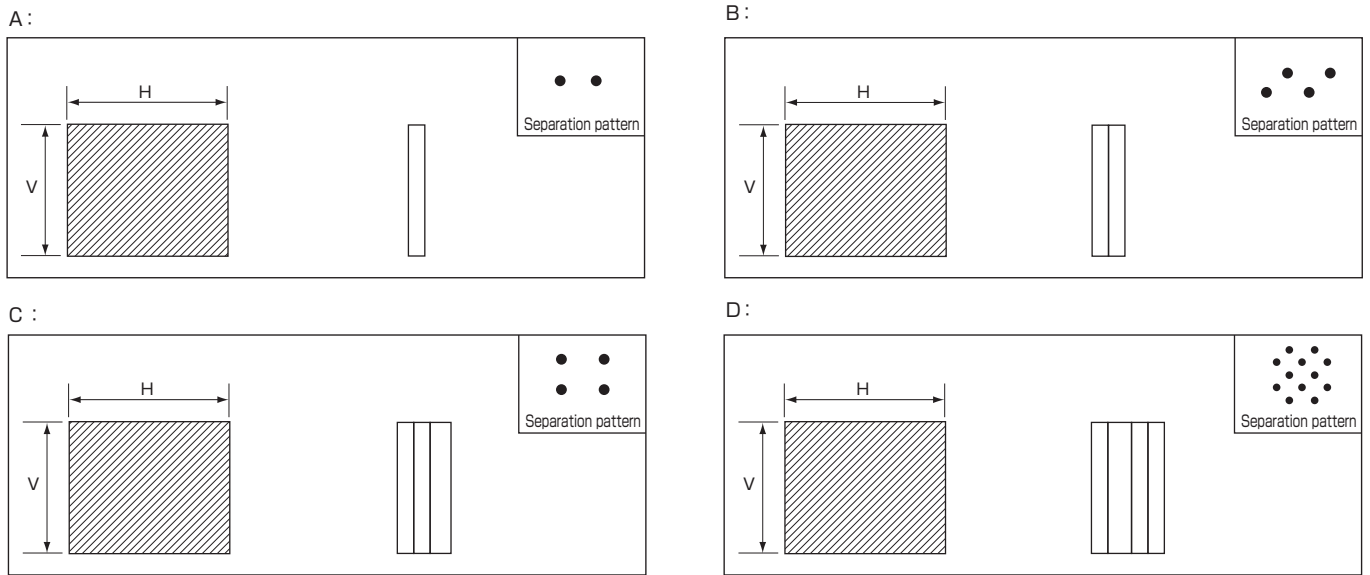 A:
B:
H
V
Separation pattern
H
V
Separation pattern
C :
D:
H
V
Separation pattern
H
V
Separation pattern